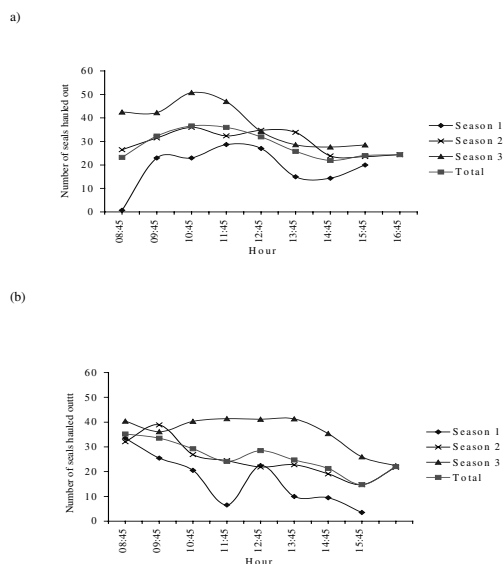 a)
60
50
40
30
20
10
0
Number of seals hauled out
08:45
09:45
10:45
11:45
12:45
13:45
14:45
15:45
16:45
Hour
Season 1
Season 2
Season 3
Total
(b)
60
50
40
30
20
10
0
Number of seals hauled outtt
08:45
09:45
10:45
11:45
12:45
13:45
14:45
15:45
Hour
Season 1
Season 2
Season 3
Total